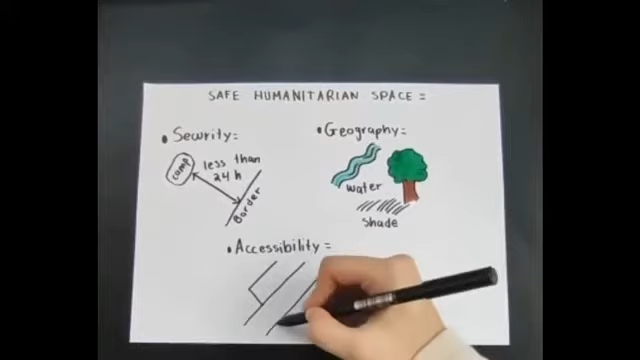 SAFE HUMANITARIAN SPACE =
• Security =
camp
less than
24 h
Border
• Geography =
water
shade
• Accessibility =